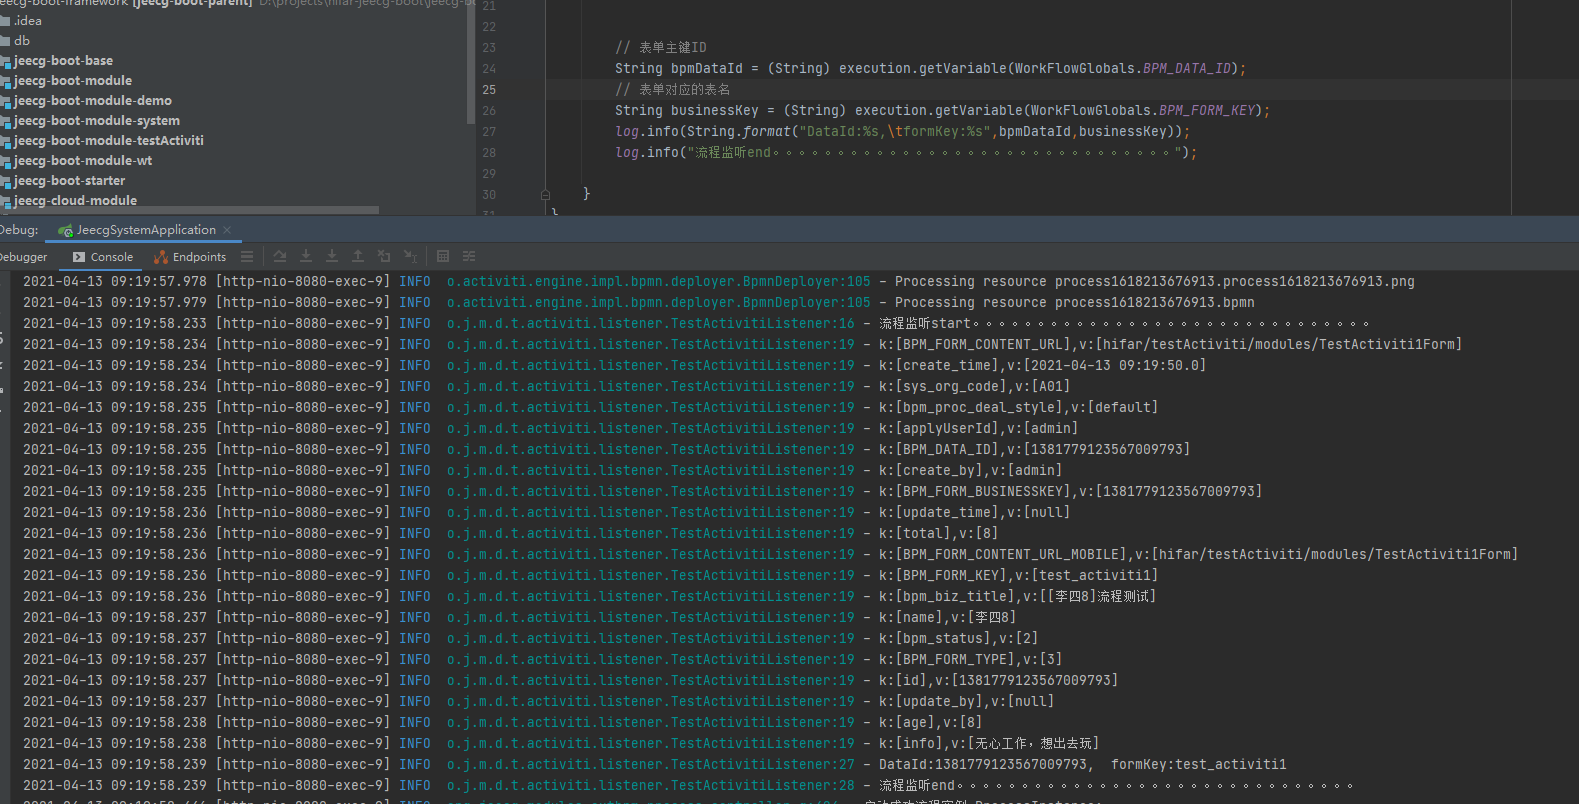 eecg-boot-framework [jeecg-boot-parent] D:\projects\hifar-jeecg-boot\jeecg-bo
.idea
db
jeecg-boot-base
jeecg-boot-module
jeecg-boot-module-demo
jeecg-boot-module-system
jeecg-boot-module-testActiviti
jeecg-boot-module-wt
jeecg-boot-starter
jeecg-cloud-module
21
22
23 // 表单主键ID
24 String bpmDataId = (String) execution.getVariable(WorkFlowGlobals.BPM_DATA_ID);
25 // 表单对应的表名
26 String businessKey = (String) execution.getVariable(WorkFlowGlobals.BPM_FORM_KEY);
27 log.info(String.format("DataId:%s,\tformKey:%s",bpmDataId,businessKey));
28 log.info("流程监听end。。。。。。。。。。。。。。。。。。。。。。。。。。。。。。。");
29
30 }
31 }
Debug: JeecgSystemApplication
Debugger Console Endpoints
2021-04-13 09:19:57.978 [http-nio-8080-exec-9] INFO o.activiti.engine.impl.bpmn.deployer.BpmnDeployer:105 - Processing resource process1618213676913.process1618213676913.png
2021-04-13 09:19:57.979 [http-nio-8080-exec-9] INFO o.activiti.engine.impl.bpmn.deployer.BpmnDeployer:105 - Processing resource process1618213676913.bpmn
2021-04-13 09:19:58.233 [http-nio-8080-exec-9] INFO o.j.m.d.t.activiti.listener.TestActivitiListener:16 - 流程监听start。。。。。。。。。。。。。。。。。。。。。。。。。。。。。。。
2021-04-13 09:19:58.234 [http-nio-8080-exec-9] INFO o.j.m.d.t.activiti.listener.TestActivitiListener:19 - k:[BPM_FORM_CONTENT_URL],v:[hifar/testActiviti/modules/TestActiviti1Form]
2021-04-13 09:19:58.234 [http-nio-8080-exec-9] INFO o.j.m.d.t.activiti.listener.TestActivitiListener:19 - k:[create_time],v:[2021-04-13 09:19:50.0]
2021-04-13 09:19:58.234 [http-nio-8080-exec-9] INFO o.j.m.d.t.activiti.listener.TestActivitiListener:19 - k:[sys_org_code],v:[A01]
2021-04-13 09:19:58.235 [http-nio-8080-exec-9] INFO o.j.m.d.t.activiti.listener.TestActivitiListener:19 - k:[bpm_proc_deal_style],v:[default]
2021-04-13 09:19:58.235 [http-nio-8080-exec-9] INFO o.j.m.d.t.activiti.listener.TestActivitiListener:19 - k:[applyUserId],v:[admin]
2021-04-13 09:19:58.235 [http-nio-8080-exec-9] INFO o.j.m.d.t.activiti.listener.TestActivitiListener:19 - k:[BPM_DATA_ID],v:[1381779123567009793]
2021-04-13 09:19:58.235 [http-nio-8080-exec-9] INFO o.j.m.d.t.activiti.listener.TestActivitiListener:19 - k:[create_by],v:[admin]
2021-04-13 09:19:58.235 [http-nio-8080-exec-9] INFO o.j.m.d.t.activiti.listener.TestActivitiListener:19 - k:[BPM_FORM_BUSINESSKEY],v:[1381779123567009793]
2021-04-13 09:19:58.236 [http-nio-8080-exec-9] INFO o.j.m.d.t.activiti.listener.TestActivitiListener:19 - k:[update_time],v:[null]
2021-04-13 09:19:58.236 [http-nio-8080-exec-9] INFO o.j.m.d.t.activiti.listener.TestActivitiListener:19 - k:[total],v:[8]
2021-04-13 09:19:58.236 [http-nio-8080-exec-9] INFO o.j.m.d.t.activiti.listener.TestActivitiListener:19 - k:[BPM_FORM_CONTENT_URL_MOBILE],v:[hifar/testActiviti/modules/TestActiviti1Form]
2021-04-13 09:19:58.236 [http-nio-8080-exec-9] INFO o.j.m.d.t.activiti.listener.TestActivitiListener:19 - k:[BPM_FORM_KEY],v:[test_activiti1]
2021-04-13 09:19:58.236 [http-nio-8080-exec-9] INFO o.j.m.d.t.activiti.listener.TestActivitiListener:19 - k:[bpm_biz_title],v:[[李四8]流程测试]
2021-04-13 09:19:58.237 [http-nio-8080-exec-9] INFO o.j.m.d.t.activiti.listener.TestActivitiListener:19 - k:[name],v:[李四8]
2021-04-13 09:19:58.237 [http-nio-8080-exec-9] INFO o.j.m.d.t.activiti.listener.TestActivitiListener:19 - k:[bpm_status],v:[2]
2021-04-13 09:19:58.237 [http-nio-8080-exec-9] INFO o.j.m.d.t.activiti.listener.TestActivitiListener:19 - k:[BPM_FORM_TYPE],v:[3]
2021-04-13 09:19:58.237 [http-nio-8080-exec-9] INFO o.j.m.d.t.activiti.listener.TestActivitiListener:19 - k:[id],v:[1381779123567009793]
2021-04-13 09:19:58.237 [http-nio-8080-exec-9] INFO o.j.m.d.t.activiti.listener.TestActivitiListener:19 - k:[update_by],v:[null]
2021-04-13 09:19:58.238 [http-nio-8080-exec-9] INFO o.j.m.d.t.activiti.listener.TestActivitiListener:19 - k:[age],v:[8]
2021-04-13 09:19:58.238 [http-nio-8080-exec-9] INFO o.j.m.d.t.activiti.listener.TestActivitiListener:19 - k:[info],v:[无心工作，想出去玩]
2021-04-13 09:19:58.239 [http-nio-8080-exec-9] INFO o.j.m.d.t.activiti.listener.TestActivitiListener:27 - DataId:1381779123567009793, formKey:test_activiti1
2021-04-13 09:19:58.239 [http-nio-8080-exec-9] INFO o.j.m.d.t.activiti.listener.TestActivitiListener:28 - 流程监听end。。。。。。。。。。。。。。。。。。。。。。。。。。。。。。。